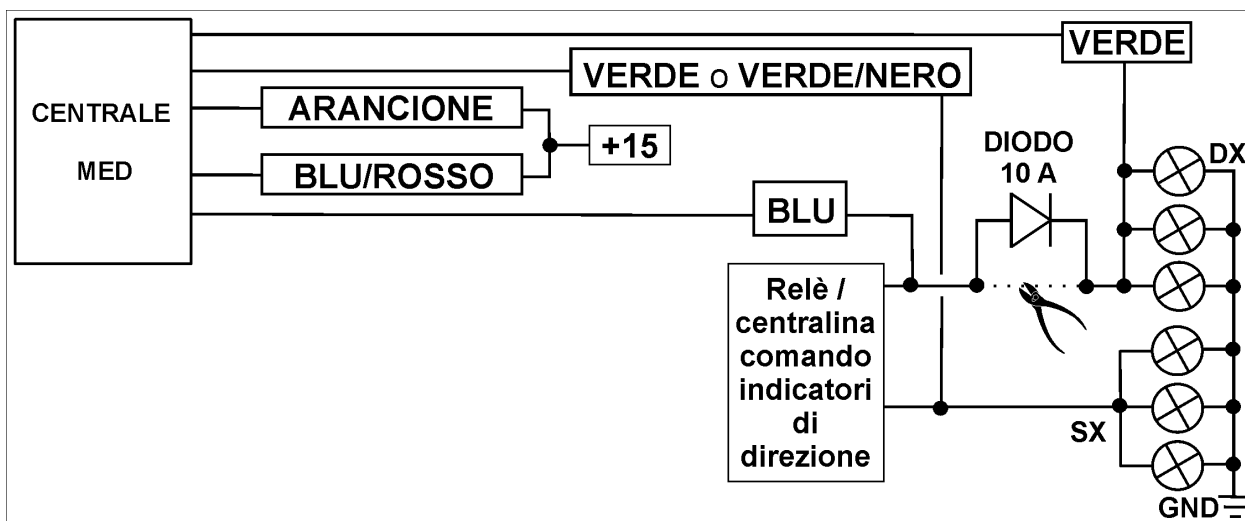 VERDE
VERDE o VERDE/NERO
CENTRALE
MED
ARANCIONE
+15
BLU/ROSSO
DIODO
10 A
DX
BLU
Relè /
centralina
comando
indicatori
di
direzione
SX
GND